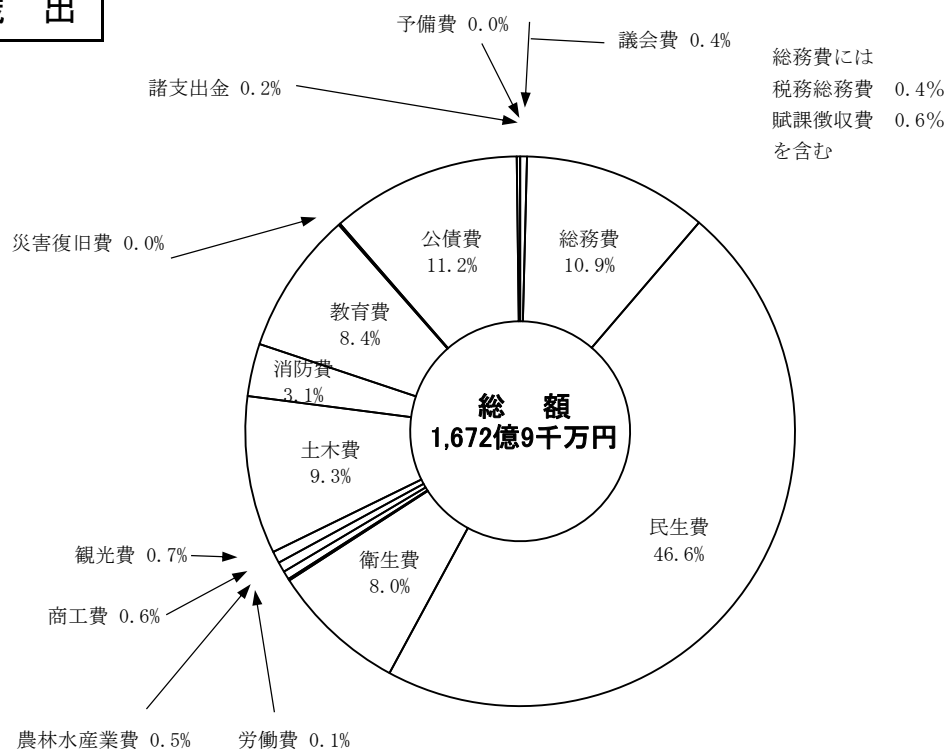 出
予備費 0.0%
議会費 0.4%
諸支出金 0.2%
総務費には
税務総務費 0.4%
賦課徴収費 0.6%
を含む
災害復旧費 0.0%
公債費
11.2%
総務費
10.9%
教育費
8.4%
消防費
3.1%
総 額
1,672億9千万円
土木費
9.3%
民生費
46.6%
観光費 0.7%
衛生費
8.0%
商工費 0.6%
農林水産業費 0.5%
労働費 0.1%